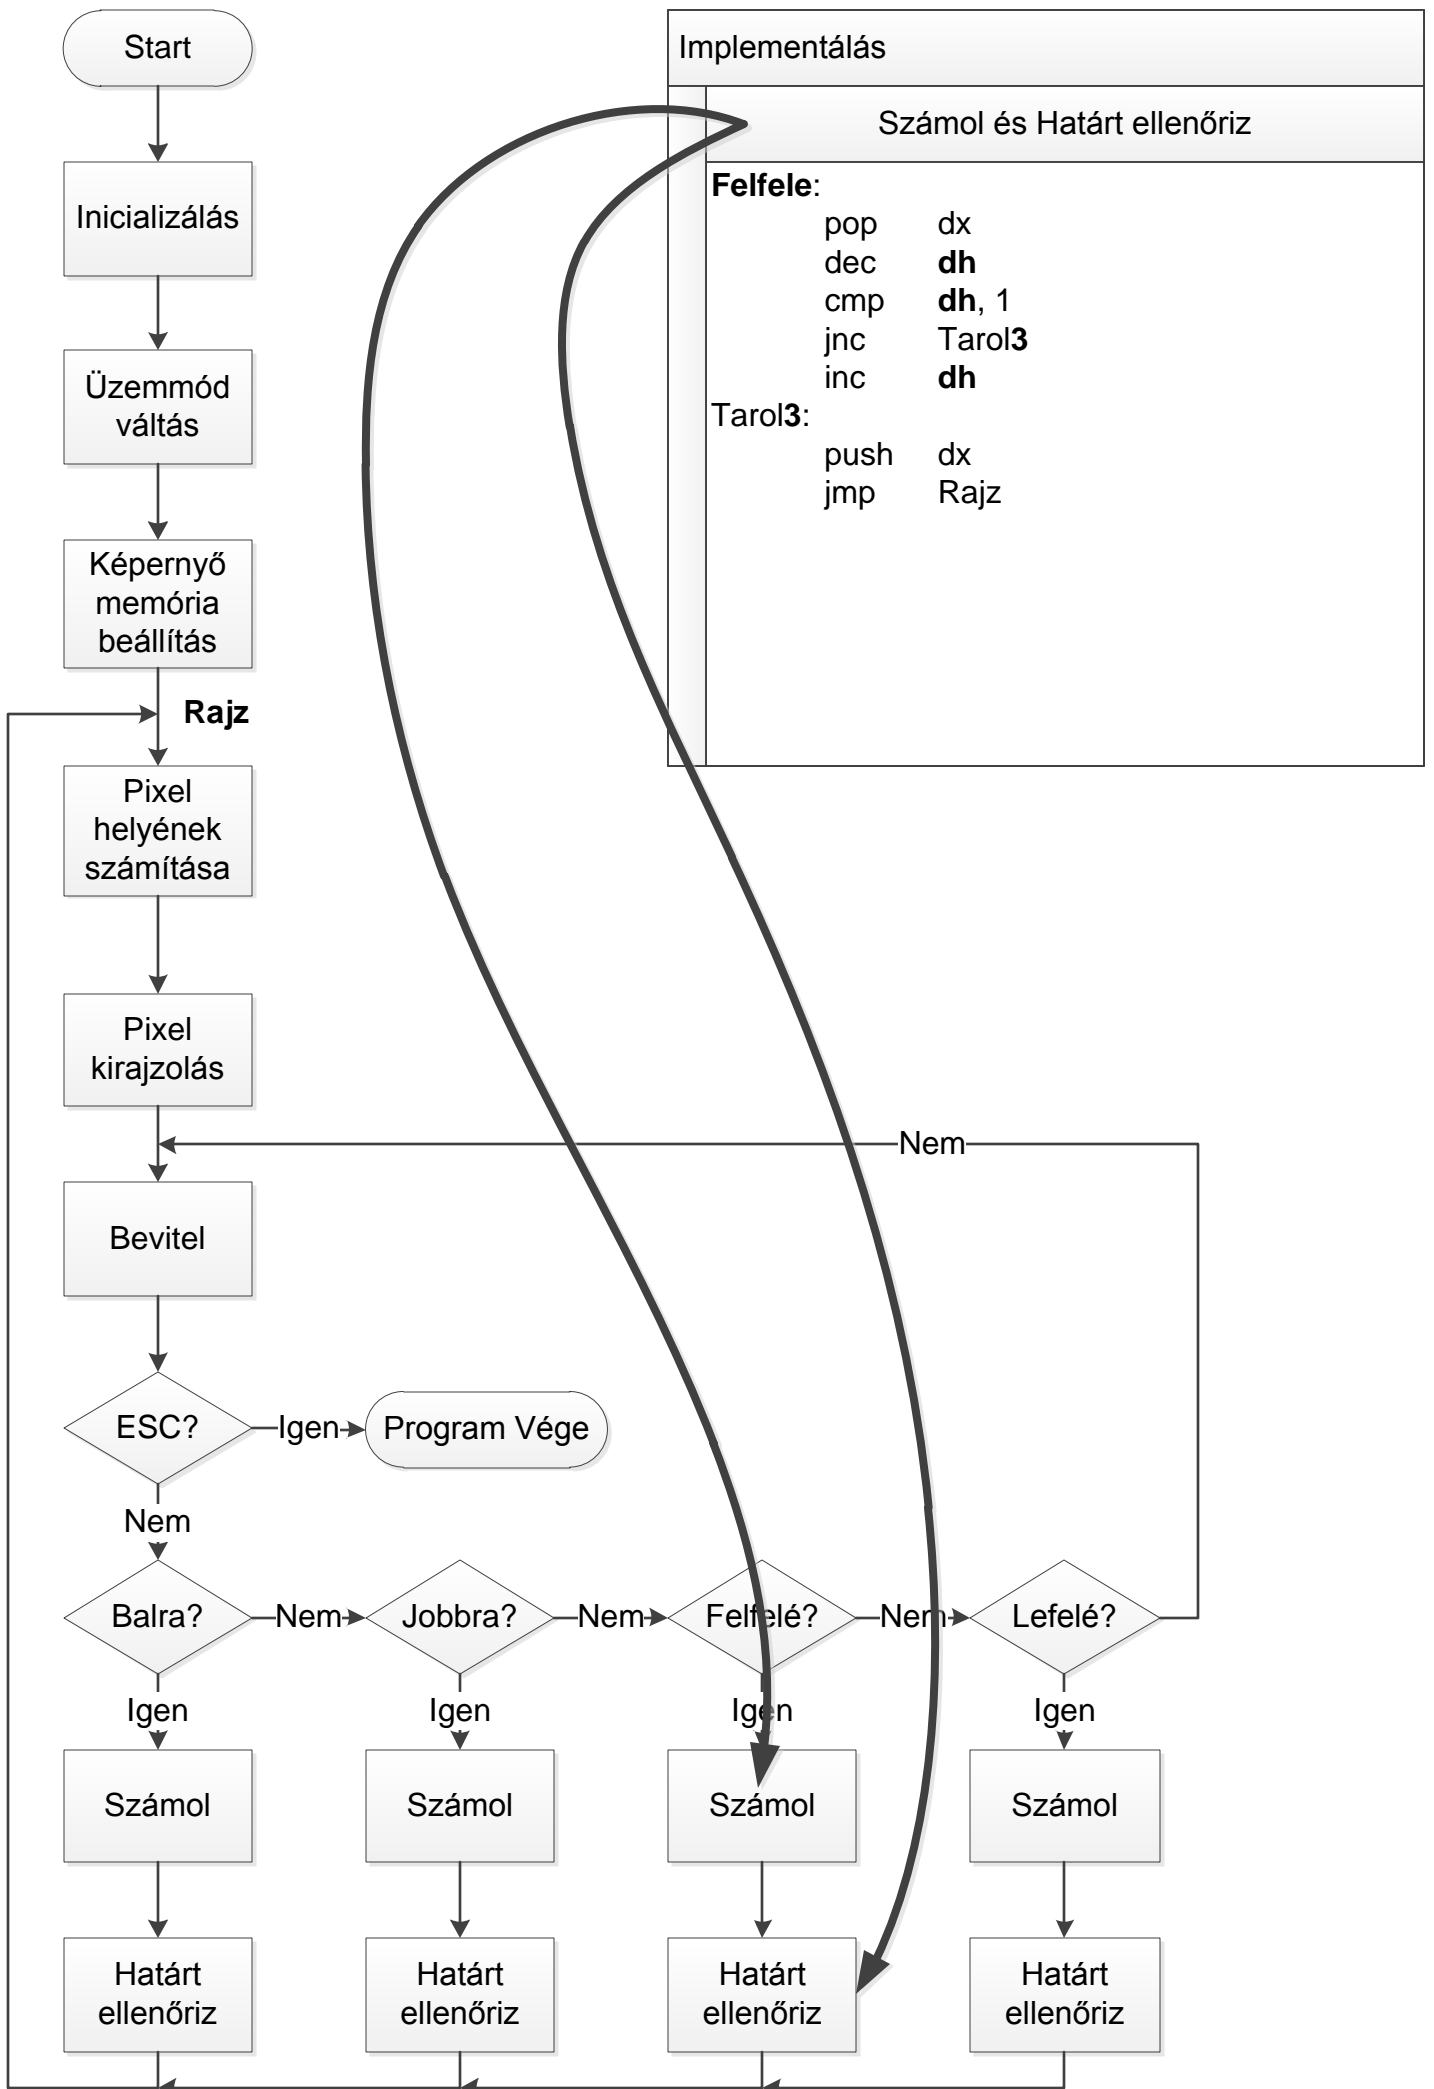 Start
Inicializálás
Üzemmód
váltás
Képernyő
memória
beállítás
Rajz
Pixel
helyének
számítása
Pixel
kirajzolás
Bevitel
ESC?
Igen
Program Vége
Nem
Balra?
Nem
Jobbra?
Nem
Felfelé?
Nem
Lefelé?
Nem
Igen
Igen
Igen
Igen
Számol
Számol
Számol
Számol
Határt
ellenőriz
Határt
ellenőriz
Határt
ellenőriz
Határt
ellenőriz
Implementálás
Számol és Határt ellenőriz
Felfele:
pop dx
dec dh
cmp dh, 1
jnc Tarol3
inc dh
Tarol3:
push dx
jmp Rajz